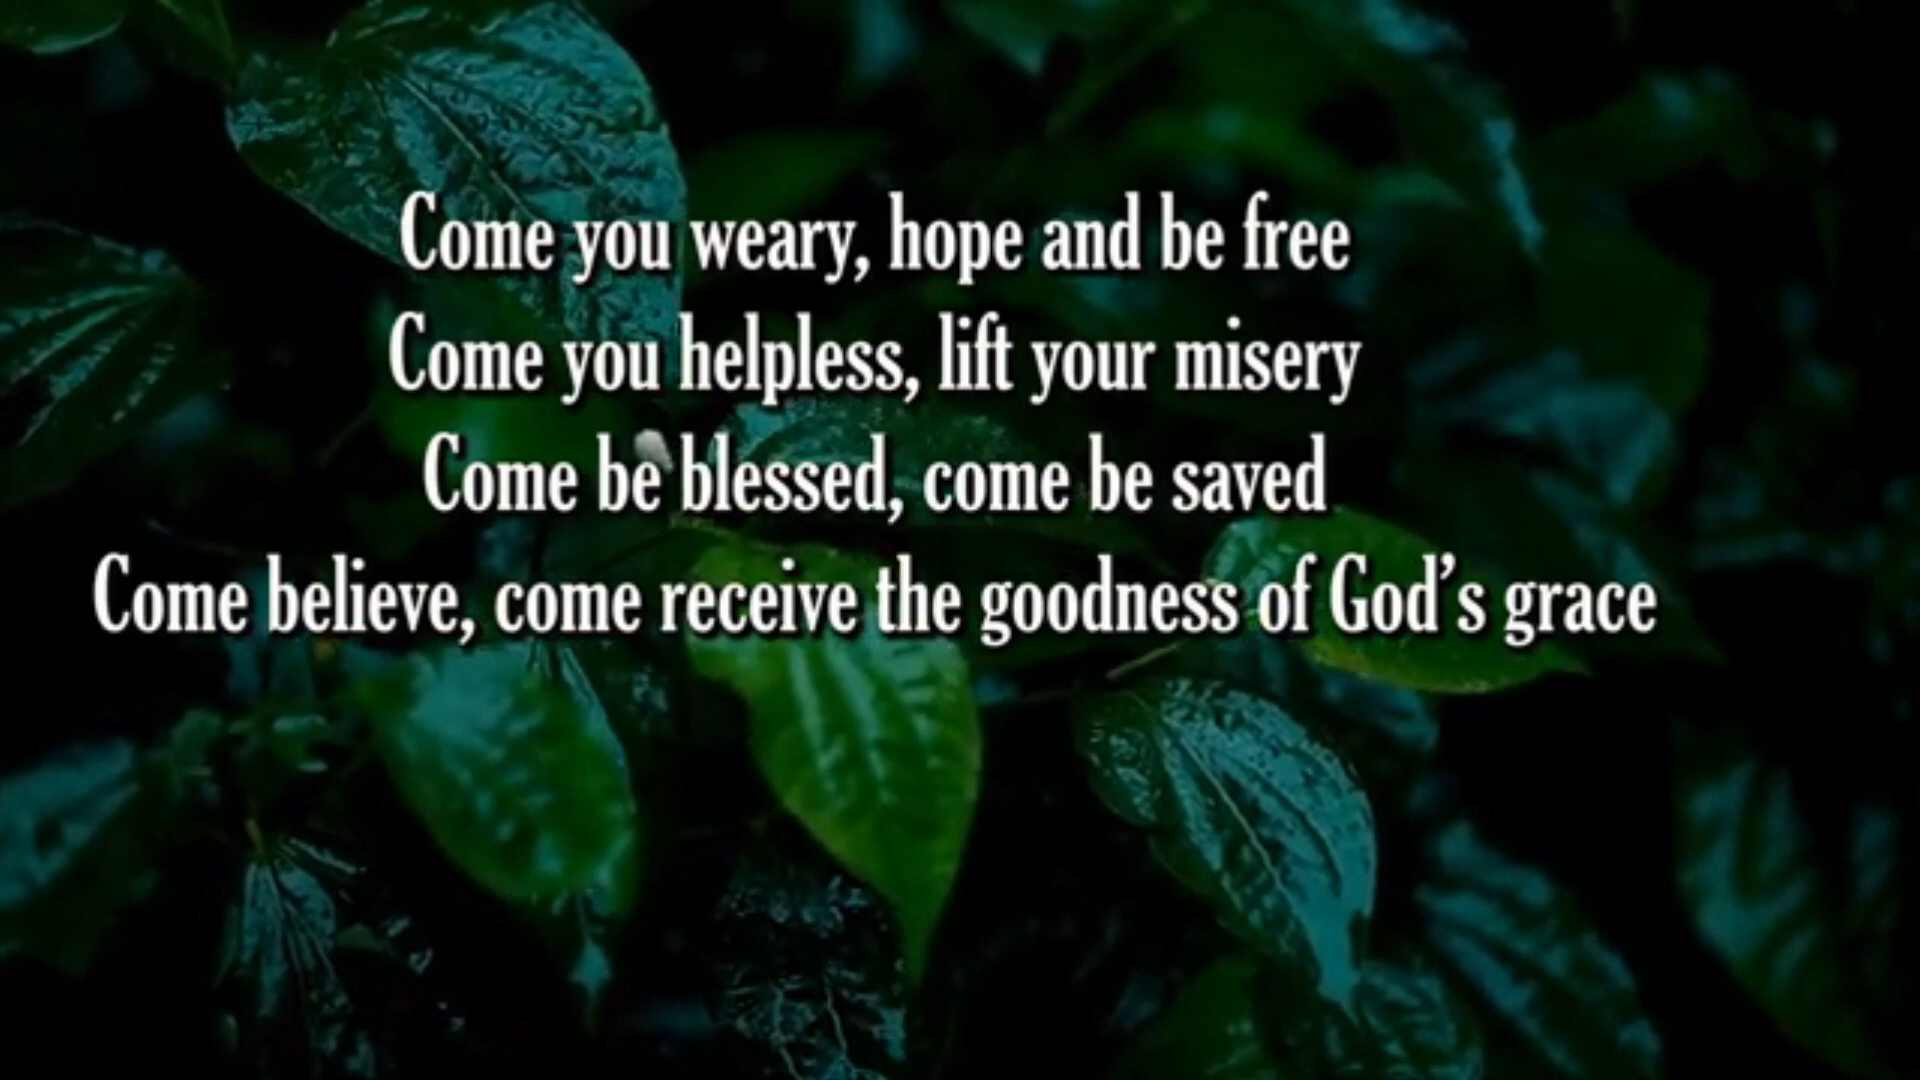 Come you weary, hope and be free
Come you helpless, lift your misery
Come be blessed, come be saved
Come believe, come receive the goodness of God’s grace